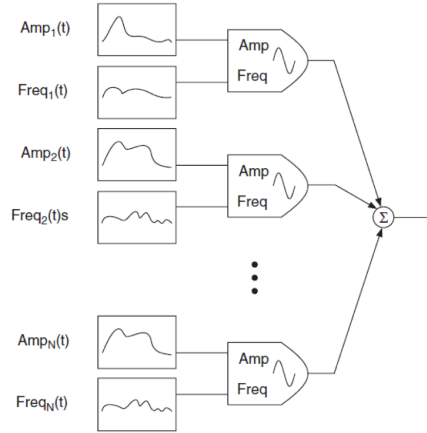 Amp₁(t)
Amp
Freq
Freq₁(t)
Amp₂(t)
Amp
Freq
Freq₂(t)s
Σ
AmpN(t)
Amp
Freq
FreqN(t)